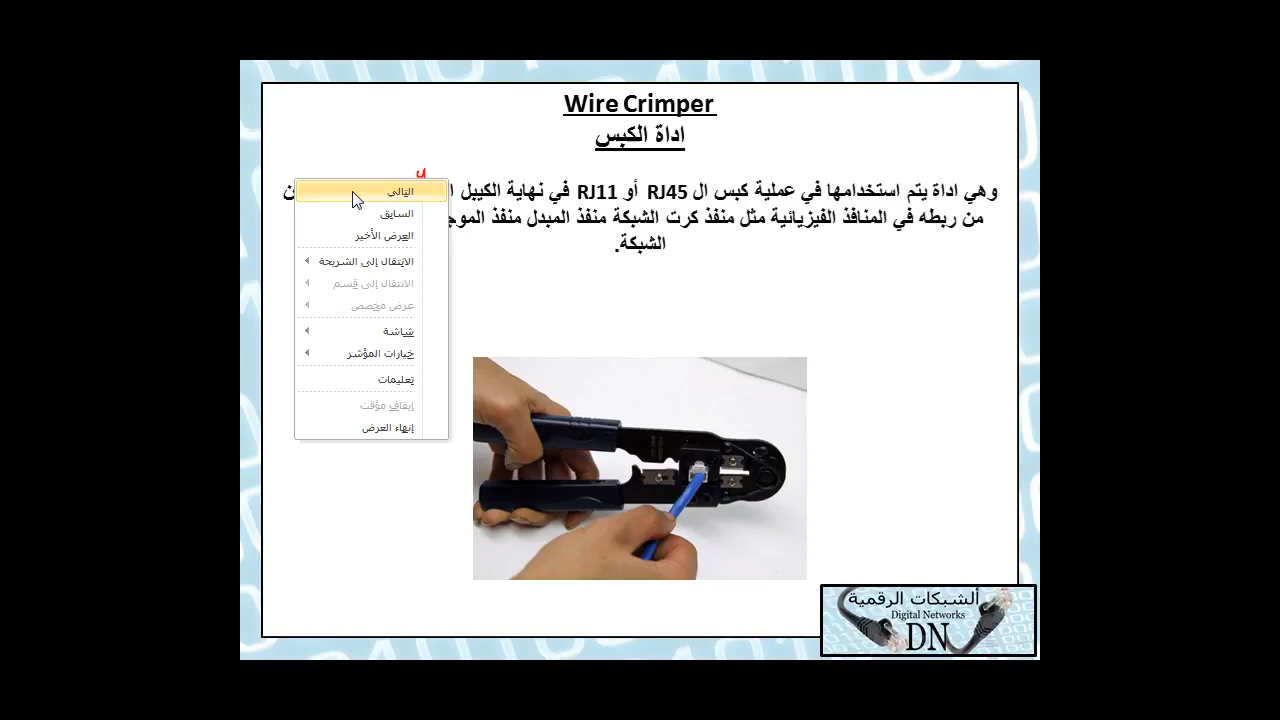 Wire Crimper
اداة الكبس
وهي اداة يتم استخدامها في عملية كبس ال RJ45 أو RJ11 في نهاية الكيبل
من ربطه في المنافذ الفيزيائية مثل منفذ كرت الشبكة منفذ المبدل منفذ
الشبكة.
التالي
السابق
العرض الأخير
الانتقال إلى الشريحة
الانتقال إلى قسم
عرض مخصص
شاشة
خيارات المؤشر
تعليمات
إيقاف مؤقت
إنهاء العرض
ألشبكات الرقمية
Digital Networks
DN